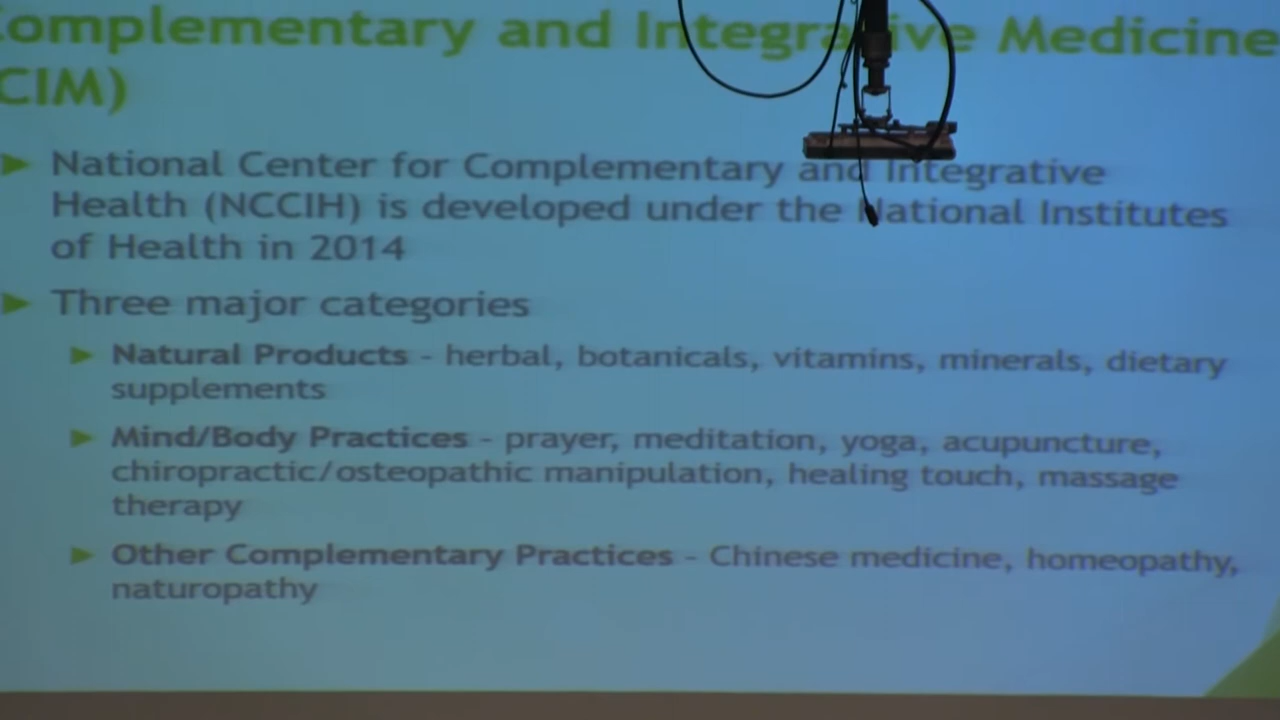 omplementary and Integrative Medicine
CIM)
► National Center for Complementary and Integrative
Health (NCCIH) is developed under the National Institutes
of Health in 2014
► Three major categories
► Natural Products - herbal, botanicals, vitamins, minerals, dietary
supplements
► Mind/Body Practices - prayer, meditation, yoga, acupuncture,
chiropractic/osteopathic manipulation, healing touch, massage
therapy
► Other Complementary Practices - Chinese medicine, homeopathy,
naturopathy